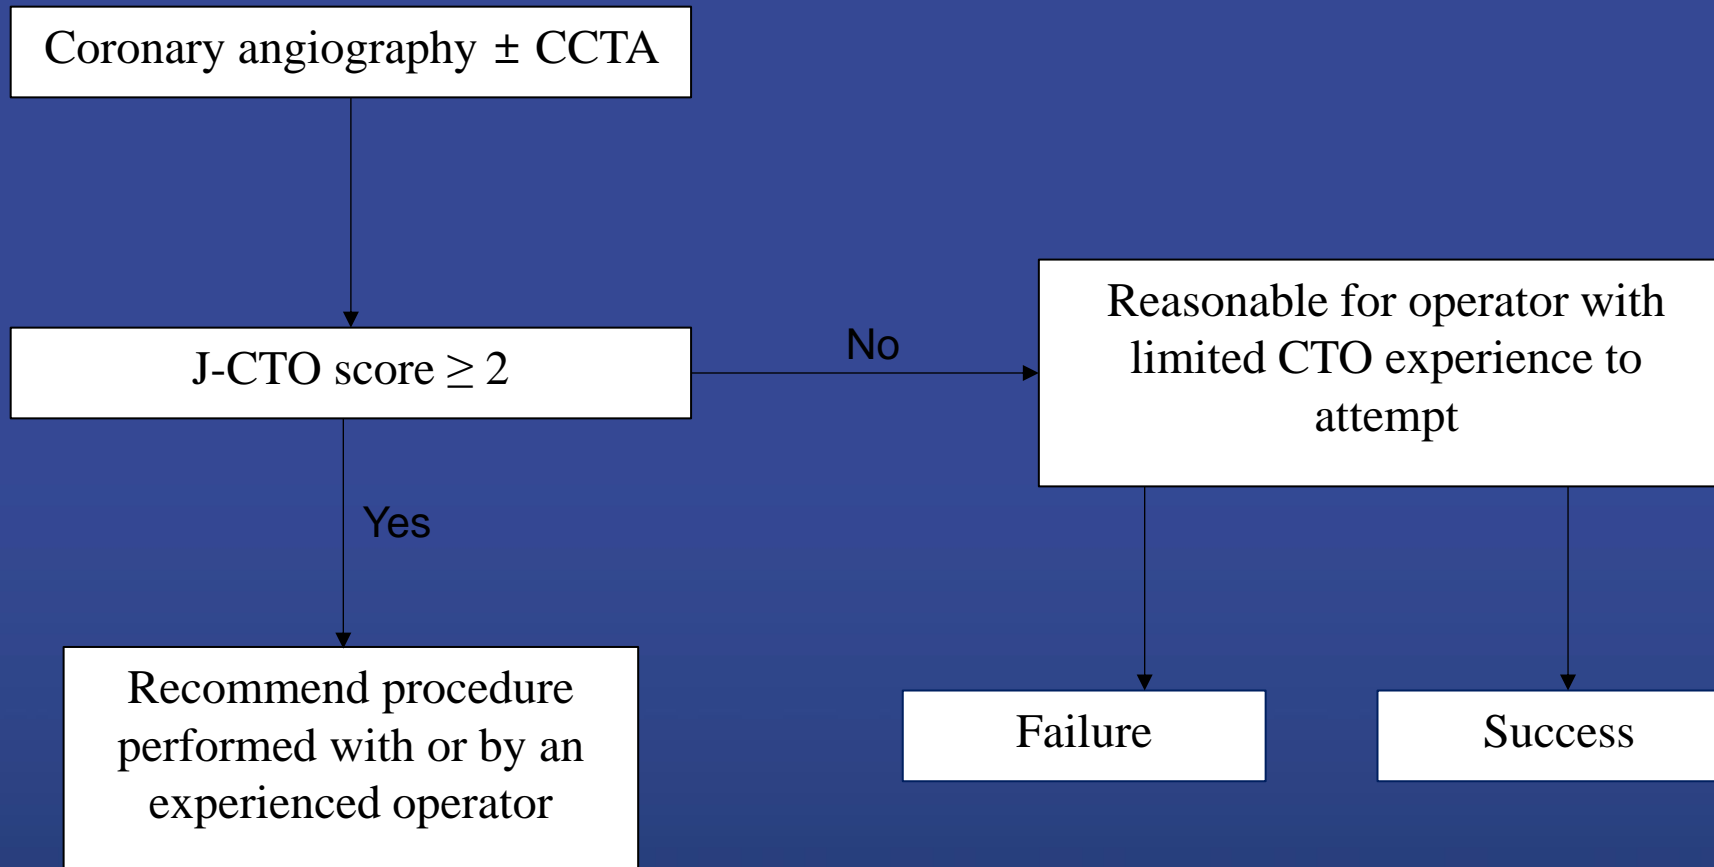 Coronary angiography ± CCTA
J-CTO score ≥ 2
No
Reasonable for operator with
limited CTO experience to
attempt
Yes
Recommend procedure
performed with or by an
experienced operator
Failure
Success